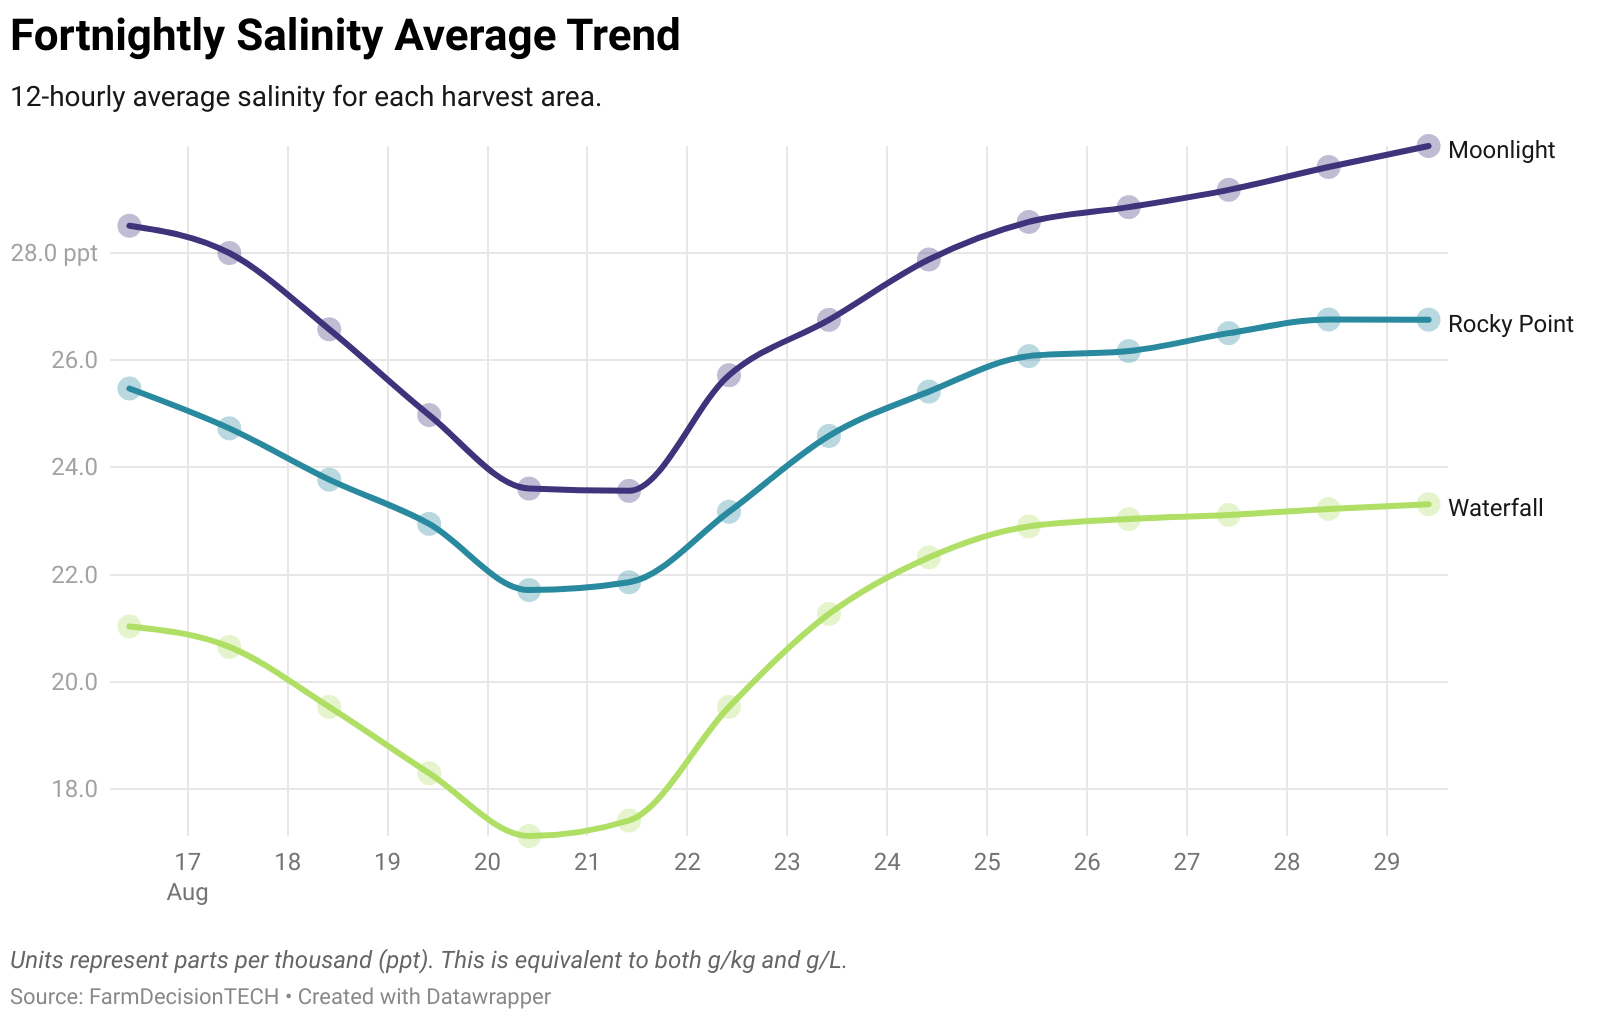 Fortnightly Salinity Average Trend
12-hourly average salinity for each harvest area.
Moonlight
28.0 ppt
Rocky Point
26.0
24.0
Waterfall
22.0
20.0
18.0
17 18 19 20 21 22 23 24 25 26 27 28 29
Aug
Units represent parts per thousand (ppt). This is equivalent to both g/kg and g/L.
Source: FarmDecisionTECH • Created with Datawrapper